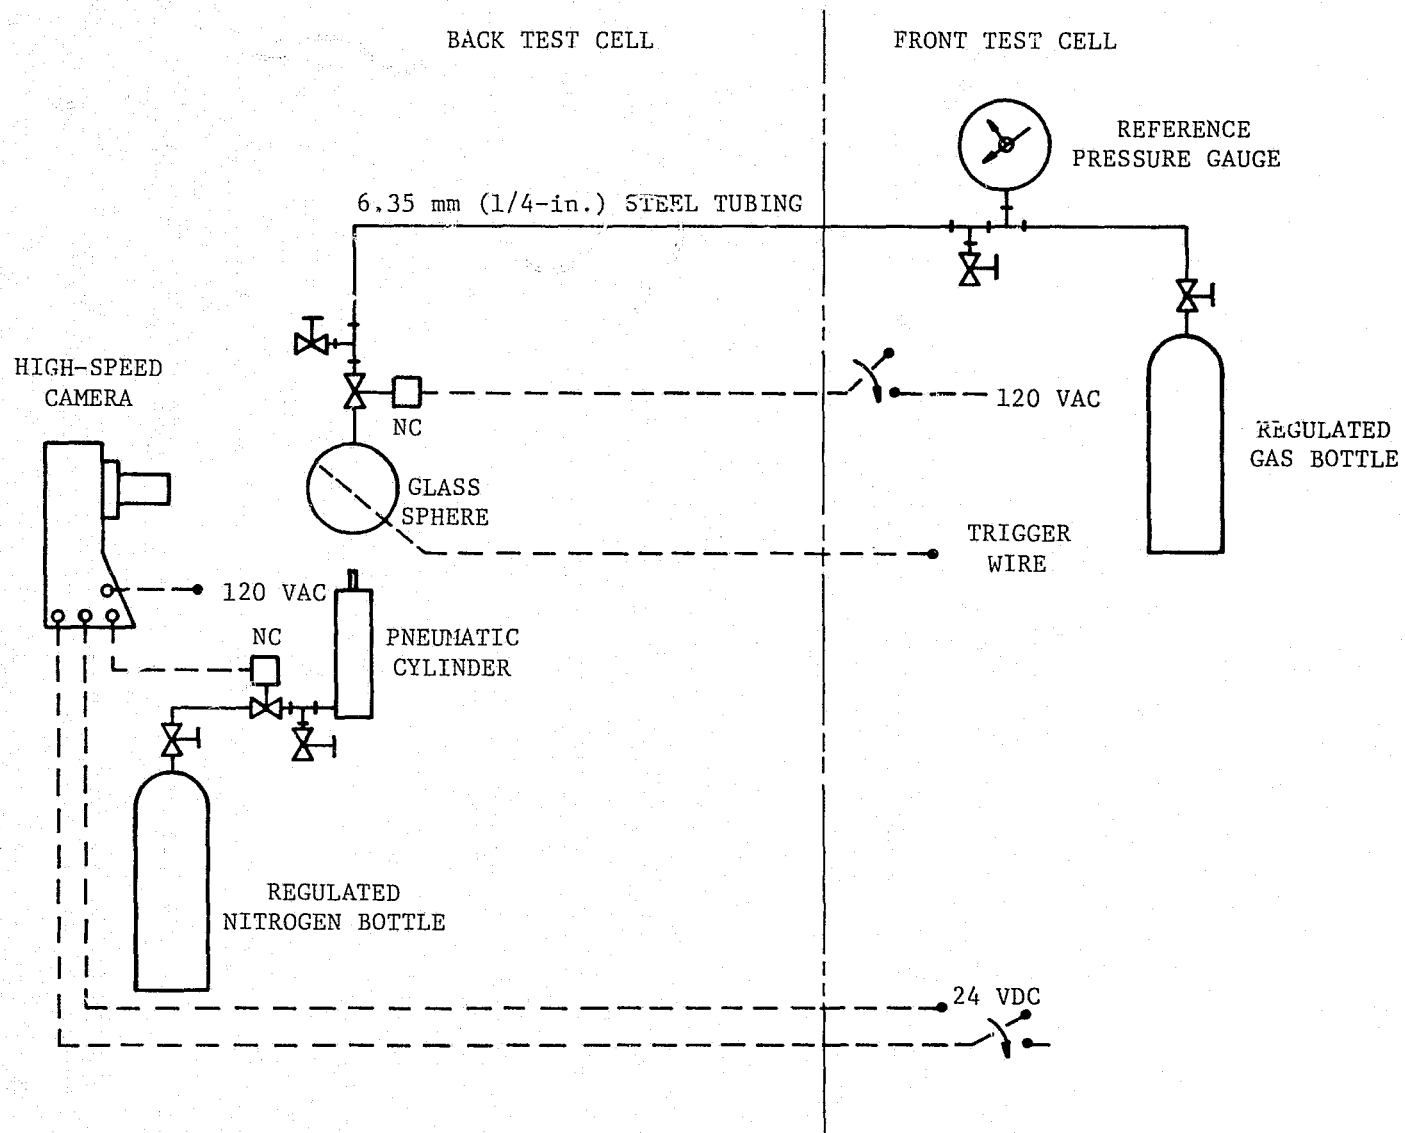 BACK TEST CELL
FRONT TEST CELL
REFERENCE
PRESSURE GAUGE
6.35 mm (1/4-in.) STEEL TUBING
HIGH-SPEED
CAMERA
NC
120 VAC
REGULATED
GAS BOTTLE
GLASS
SPHERE
TRIGGER
WIRE
120 VAC
NC
PNEUMATIC
CYLINDER
REGULATED
NITROGEN BOTTLE
24 VDC